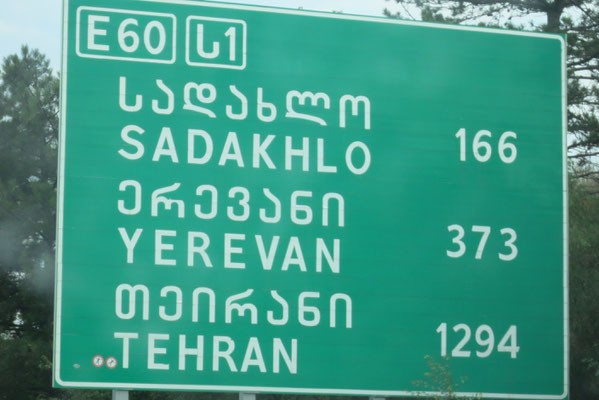 E60 ს1
სადახლო
SADAKHLO 166
ერევანი
YEREVAN 373
თეირანი
TEHRAN 1294